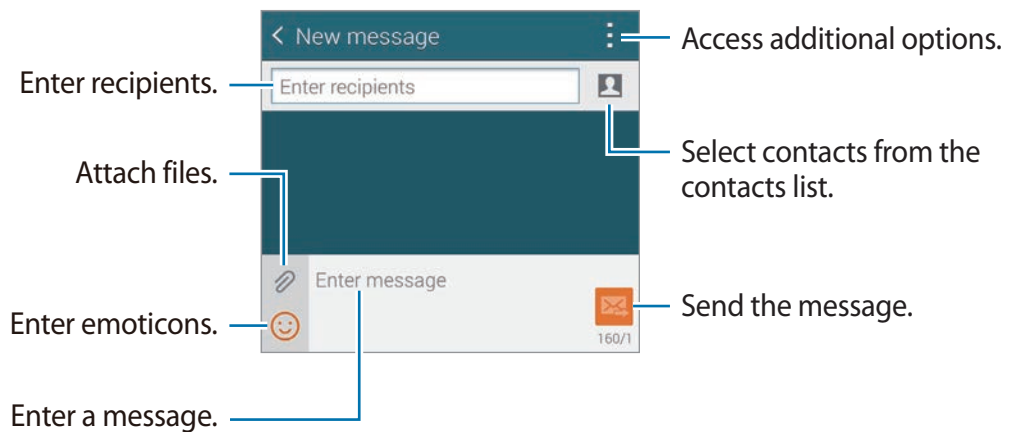 New message
Access additional options.
Enter recipients.
Enter recipients
Select contacts from the
contacts list.
Attach files.
Enter message
Send the message.
Enter emoticons.
160/1
Enter a message.